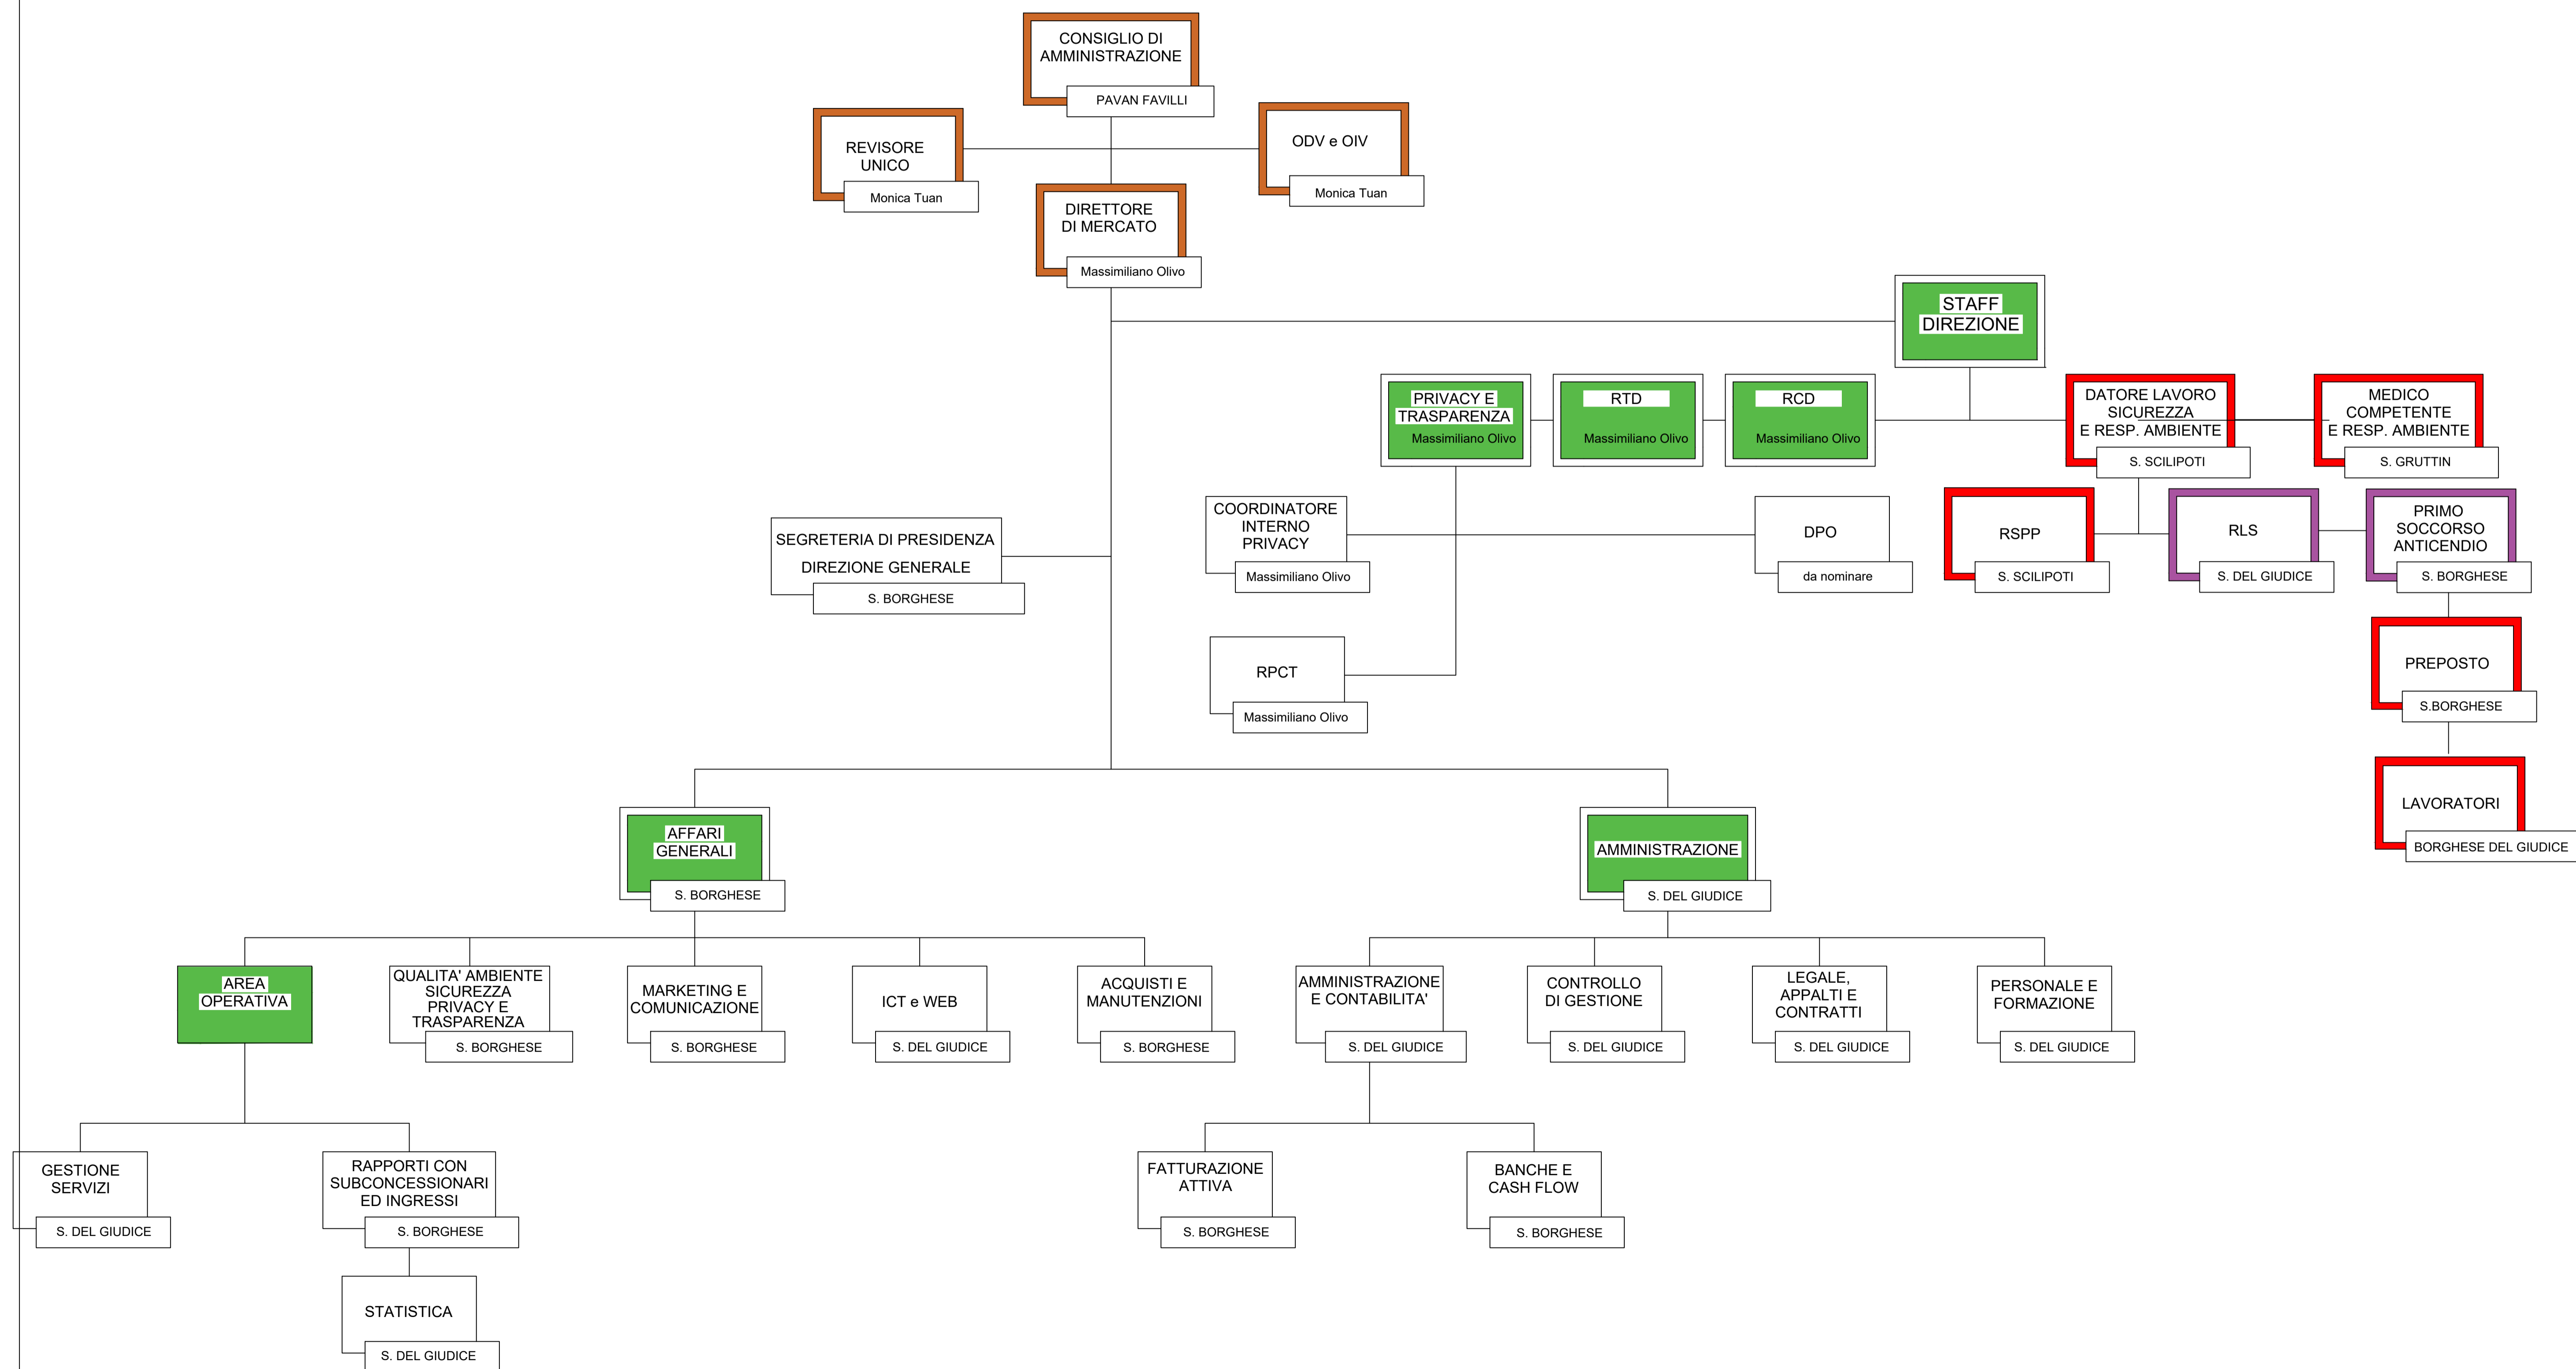 CONSIGLIO DI
AMMINISTRAZIONE
PAVAN FAVILLI
REVISORE
UNICO
Monica Tuan
ODV e OIV
Monica Tuan
DIRETTORE
DI MERCATO
Massimiliano Olivo
STAFF
DIREZIONE
PRIVACY E
TRASPARENZA
Massimiliano Olivo
RTD
Massimiliano Olivo
RCD
Massimiliano Olivo
DATORE LAVORO
SICUREZZA
E RESP. AMBIENTE
S. SCILIPOTI
MEDICO
COMPETENTE
E RESP. AMBIENTE
S. GRUTTIN
SEGRETERIA DI PRESIDENZA
DIREZIONE GENERALE
S. BORGHESE
COORDINATORE
INTERNO
PRIVACY
Massimiliano Olivo
DPO
da nominare
RSPP
S. SCILIPOTI
RLS
S. DEL GIUDICE
PRIMO
SOCCORSO
ANTICENDIO
S. BORGHESE
RPCT
Massimiliano Olivo
PREPOSTO
S.BORGHESE
LAVORATORI
BORGHESE DEL GIUDICE
AFFARI
GENERALI
S. BORGHESE
AMMINISTRAZIONE
S. DEL GIUDICE
AREA
OPERATIVA
QUALITA' AMBIENTE
SICUREZZA
PRIVACY E
TRASPARENZA
S. BORGHESE
MARKETING E
COMUNICAZIONE
S. BORGHESE
ICT e WEB
S. DEL GIUDICE
ACQUISTI E
MANUTENZIONI
S. BORGHESE
AMMINISTRAZIONE
E CONTABILITA'
S. DEL GIUDICE
CONTROLLO
DI GESTIONE
S. DEL GIUDICE
LEGALE,
APPALTI E
CONTRATTI
S. DEL GIUDICE
PERSONALE E
FORMAZIONE
S. DEL GIUDICE
GESTIONE
SERVIZI
S. DEL GIUDICE
RAPPORTI CON
SUBCONCESSIONARI
ED INGRESSI
S. BORGHESE
FATTURAZIONE
ATTIVA
S. BORGHESE
BANCHE E
CASH FLOW
S. BORGHESE
STATISTICA
S. DEL GIUDICE